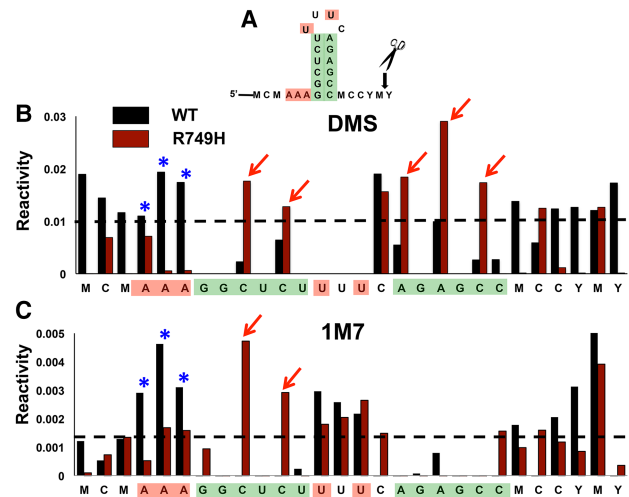 A
U U
U C
U A
C G
U A
C G
G C
5' M C M A A A G C M C C Y M Y
B
WT
R749H
DMS
Reactivity
0.03
0.02
0.01
0
* * *
M C M A A A G G C U C U U U U C A G A G C C M C C Y M Y
C
1M7
Reactivity
0.005
0.004
0.003
0.002
0.001
0
* * *
M C M A A A G G C U C U U U U C A G A G C C M C C Y M Y